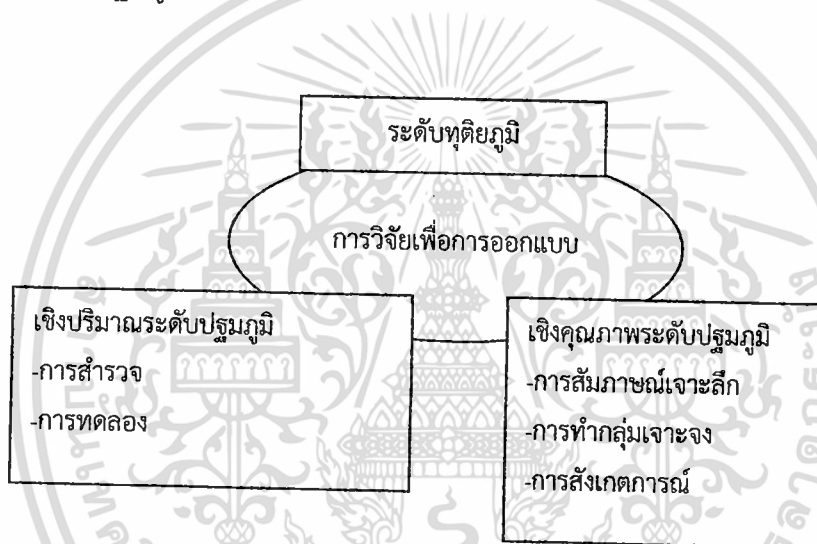 ระดับทุติยภูมิ
การวิจัยเพื่อการออกแบบ
เชิงปริมาณระดับปฐมภูมิ
-การสำรวจ
-การทดลอง
เชิงคุณภาพระดับปฐมภูมิ
-การสัมภาษณ์เจาะลึก
-การทำกลุ่มเจาะจง
-การสังเกตการณ์